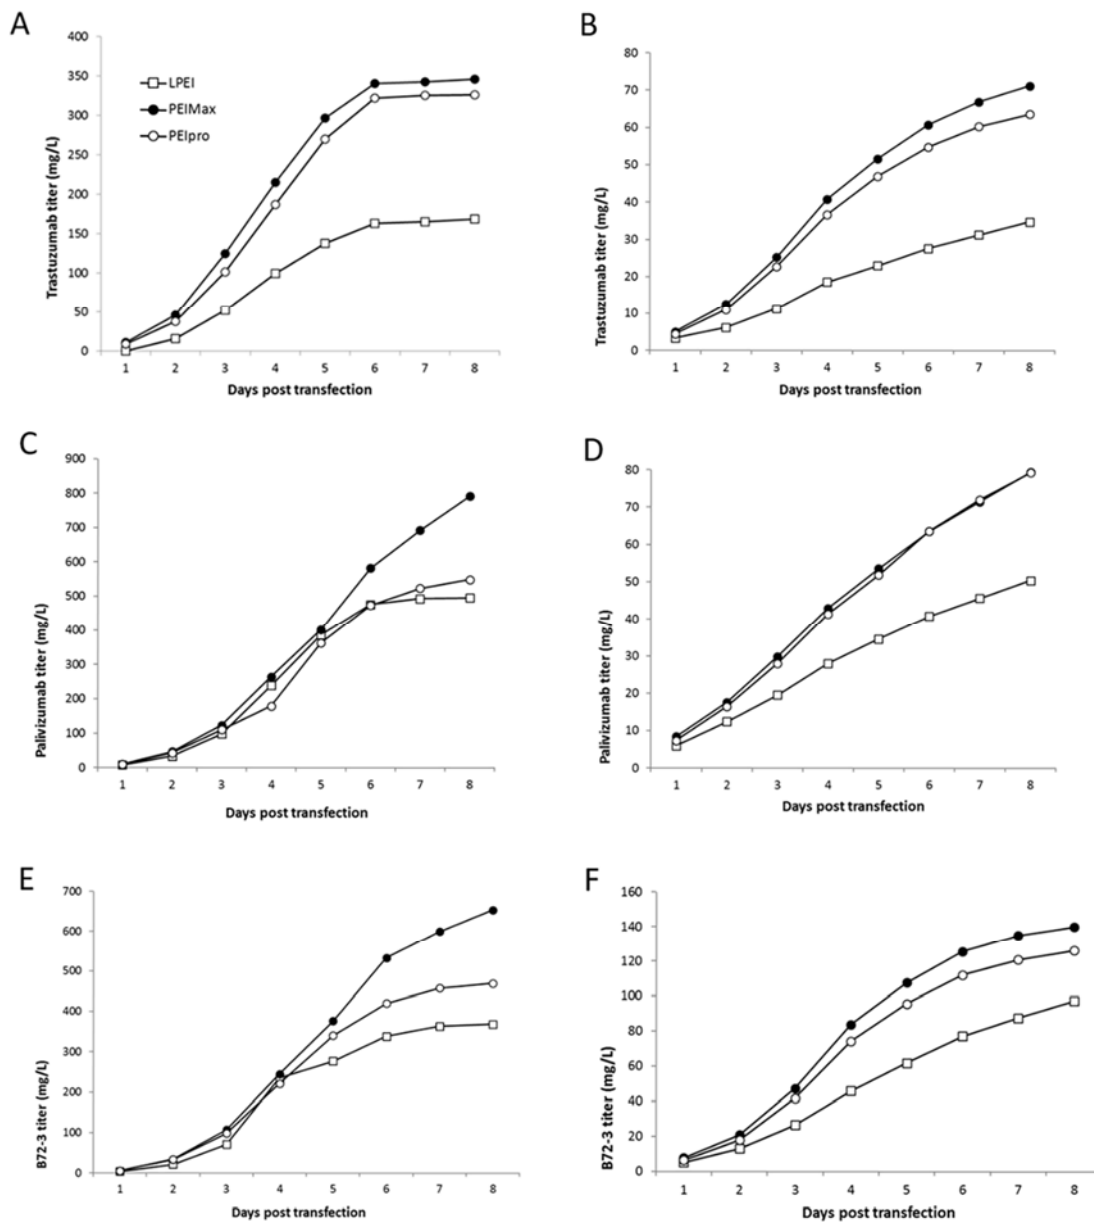 A
Trastuzumab titer (mg/L)
400
350
300
250
200
150
100
50
0
LPEI
PEIMax
PEIpro
1 2 3 4 5 6 7 8
Days post transfection
B
Trastuzumab titer (mg/L)
80
70
60
50
40
30
20
10
0
1 2 3 4 5 6 7 8
Days post transfection
C
Palivizumab titer (mg/L)
900
800
700
600
500
400
300
200
100
0
1 2 3 4 5 6 7 8
Days post transfection
D
Palivizumab titer (mg/L)
80
70
60
50
40
30
20
10
0
1 2 3 4 5 6 7 8
Days post transfection
E
B72-3 titer (mg/L)
700
600
500
400
300
200
100
0
1 2 3 4 5 6 7 8
Days post transfection
F
B72-3 titer (mg/L)
160
140
120
100
80
60
40
20
0
1 2 3 4 5 6 7 8
Days post transfection